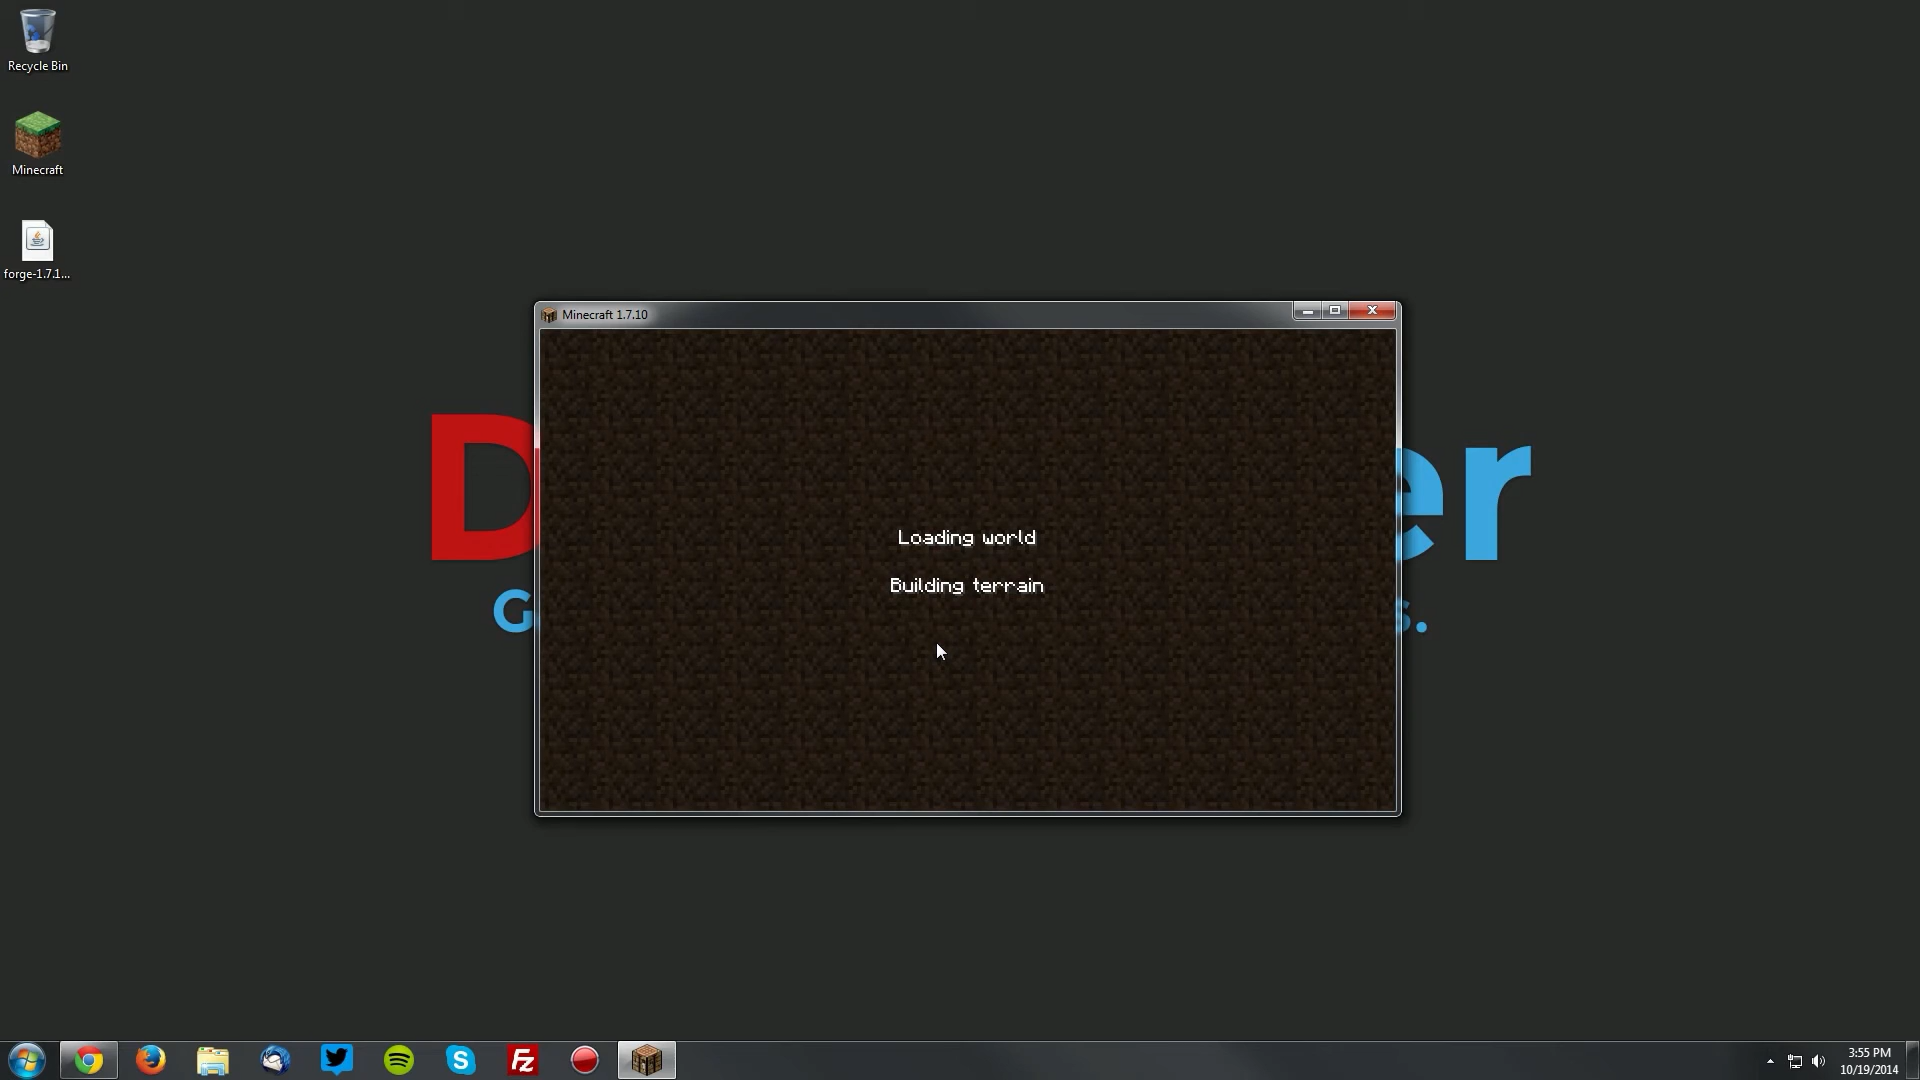 Recycle Bin
Minecraft
forge-1.7.1...
Minecraft 1.7.10
D
er
Loading world
Building terrain
G
s.
3:55 PM
10/19/2014